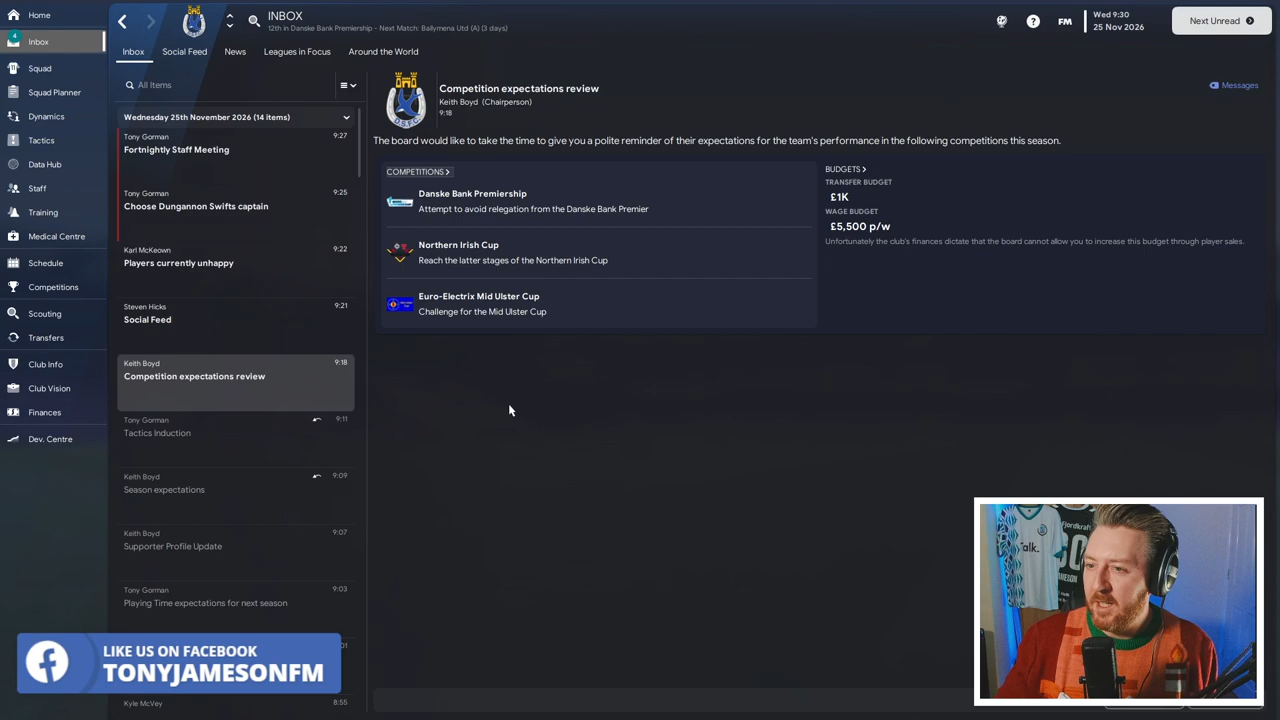 Home
4
Inbox
Squad
Squad Planner
Dynamics
Tactics
Data Hub
Staff
Training
Medical Centre
Schedule
Competitions
Scouting
Transfers
Club Info
Club Vision
Finances
Dev. Centre
INBOX
12th in Danske Bank Premiership - Next Match: Ballymena Utd (A) (3 days)
?
FM
Wed 9:30
25 Nov 2026
Next Unread
Inbox
Social Feed
News
Leagues in Focus
Around the World
All Items
Wednesday 25th November 2026 (14 items)
Tony Gorman 9:27
Fortnightly Staff Meeting
Tony Gorman 9:25
Choose Dungannon Swifts captain
Karl McKeown 9:22
Players currently unhappy
Steven Hicks 9:21
Social Feed
Keith Boyd 9:18
Competition expectations review
Tony Gorman 9:11
Tactics Induction
Keith Boyd 9:09
Season expectations
Keith Boyd 9:07
Supporter Profile Update
Tony Gorman 9:03
Playing Time expectations for next season
Kyle McVey 8:55
D.S.F.C.
Competition expectations review
Keith Boyd (Chairperson)
9:18
Messages
The board would like to take the time to give you a polite reminder of their expectations for the team's performance in the following competitions this season.
COMPETITIONS >
Danske Bank Premiership
Attempt to avoid relegation from the Danske Bank Premier
Northern Irish Cup
Reach the latter stages of the Northern Irish Cup
Euro-Electrix Mid Ulster Cup
Challenge for the Mid Ulster Cup
BUDGETS >
TRANSFER BUDGET
£1K
WAGE BUDGET
£5,500 p/w
Unfortunately the club's finances dictate that the board cannot allow you to increase this budget through player sales.
LIKE US ON FACEBOOK
TONYJAMESONFM
Talk.